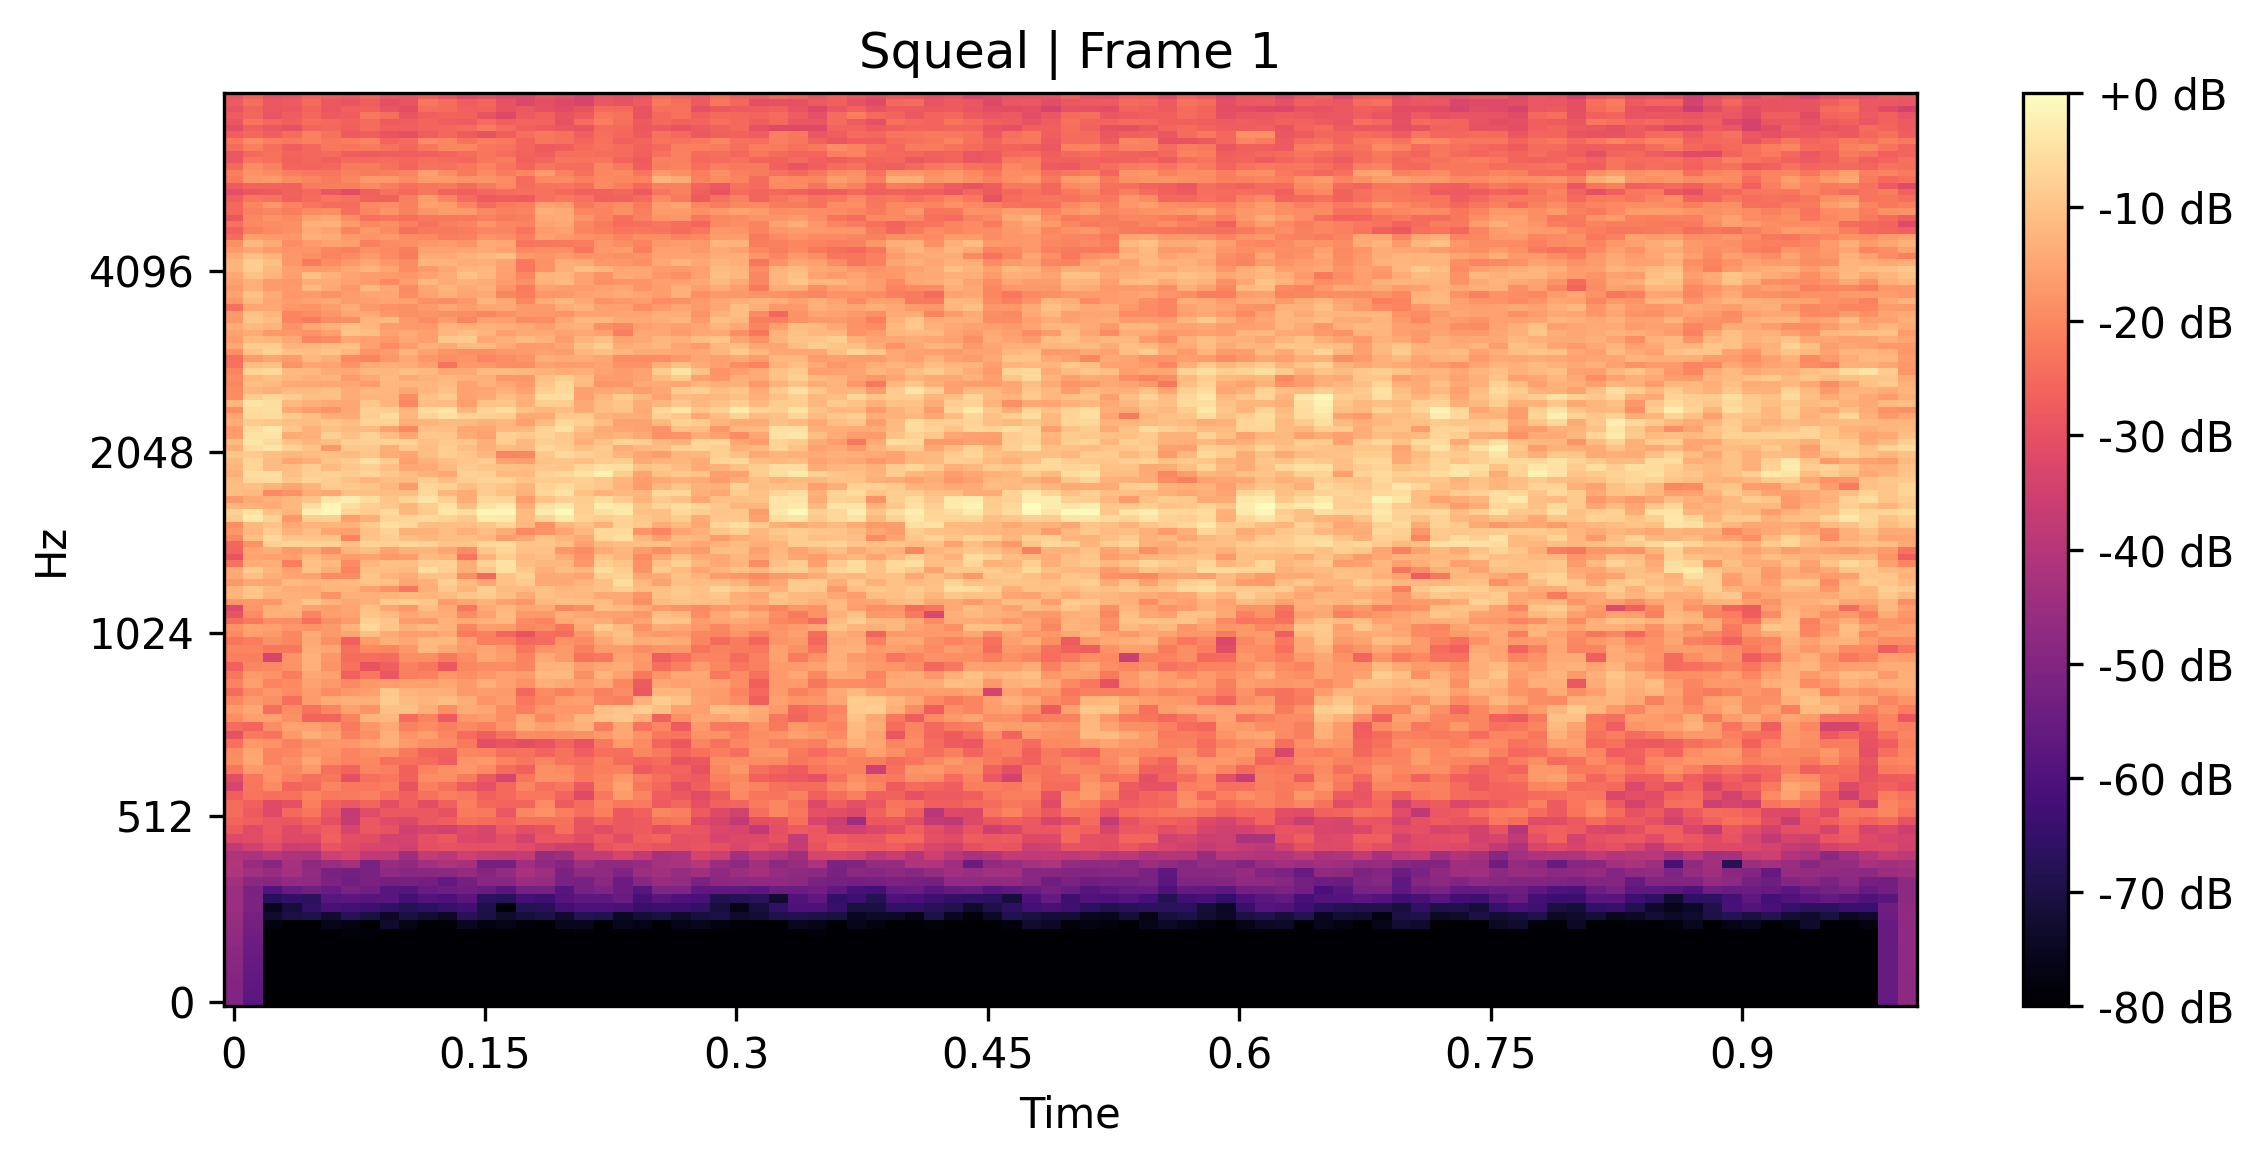 Squeal | Frame 1
Hz
4096
2048
1024
512
0
0 0.15 0.3 0.45 0.6 0.75 0.9
Time
+0 dB
-10 dB
-20 dB
-30 dB
-40 dB
-50 dB
-60 dB
-70 dB
-80 dB